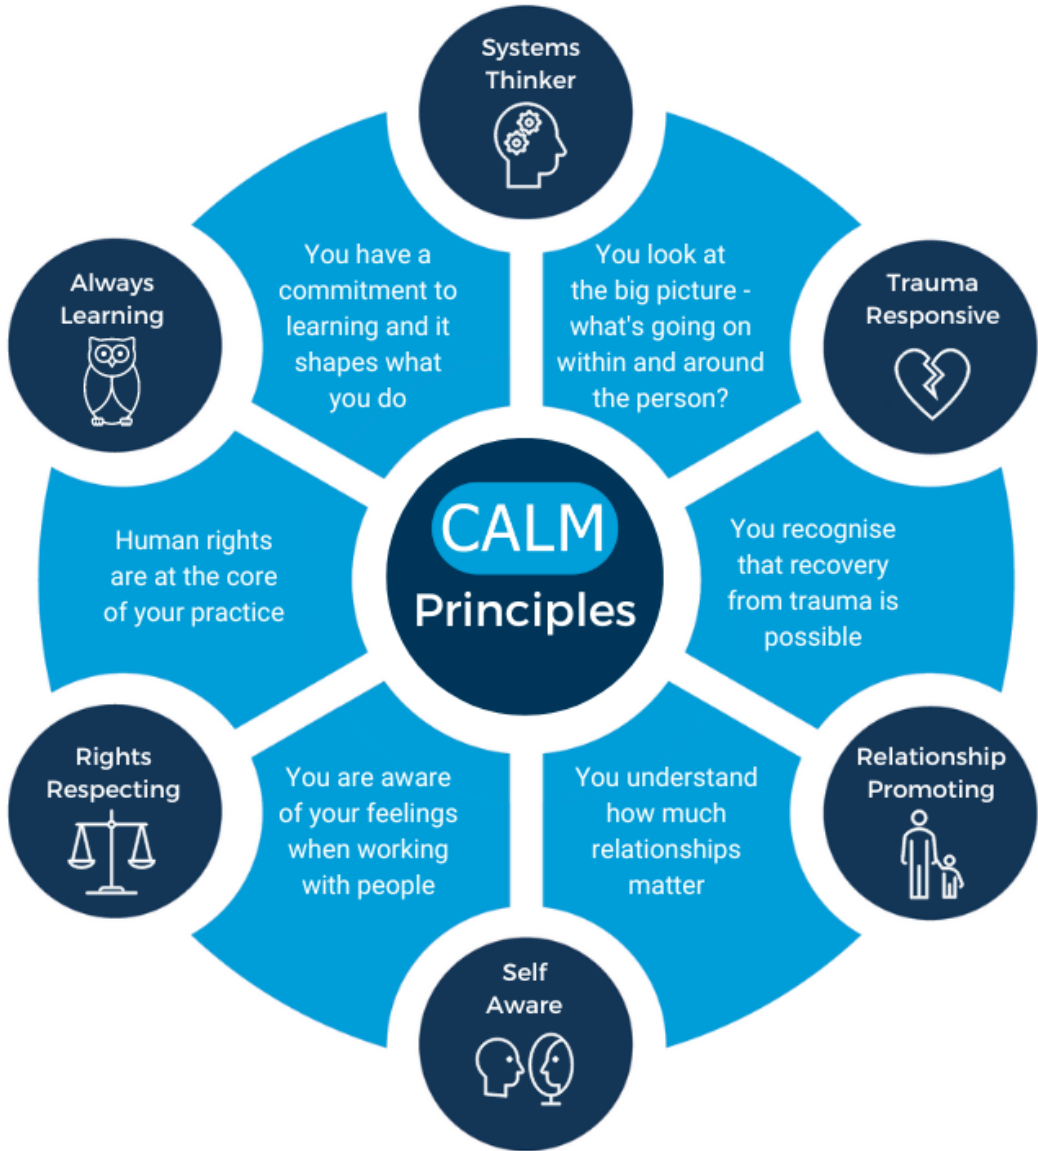 Systems
Thinker
You look at
the big picture -
what's going on
within and around
the person?
Trauma
Responsive
You recognise
that recovery
from trauma is
possible
Relationship
Promoting
You understand
how much
relationships
matter
Self
Aware
You are aware
of your feelings
when working
with people
Rights
Respecting
Human rights
are at the core
of your practice
Always
Learning
You have a
commitment to
learning and it
shapes what
you do
CALM
Principles